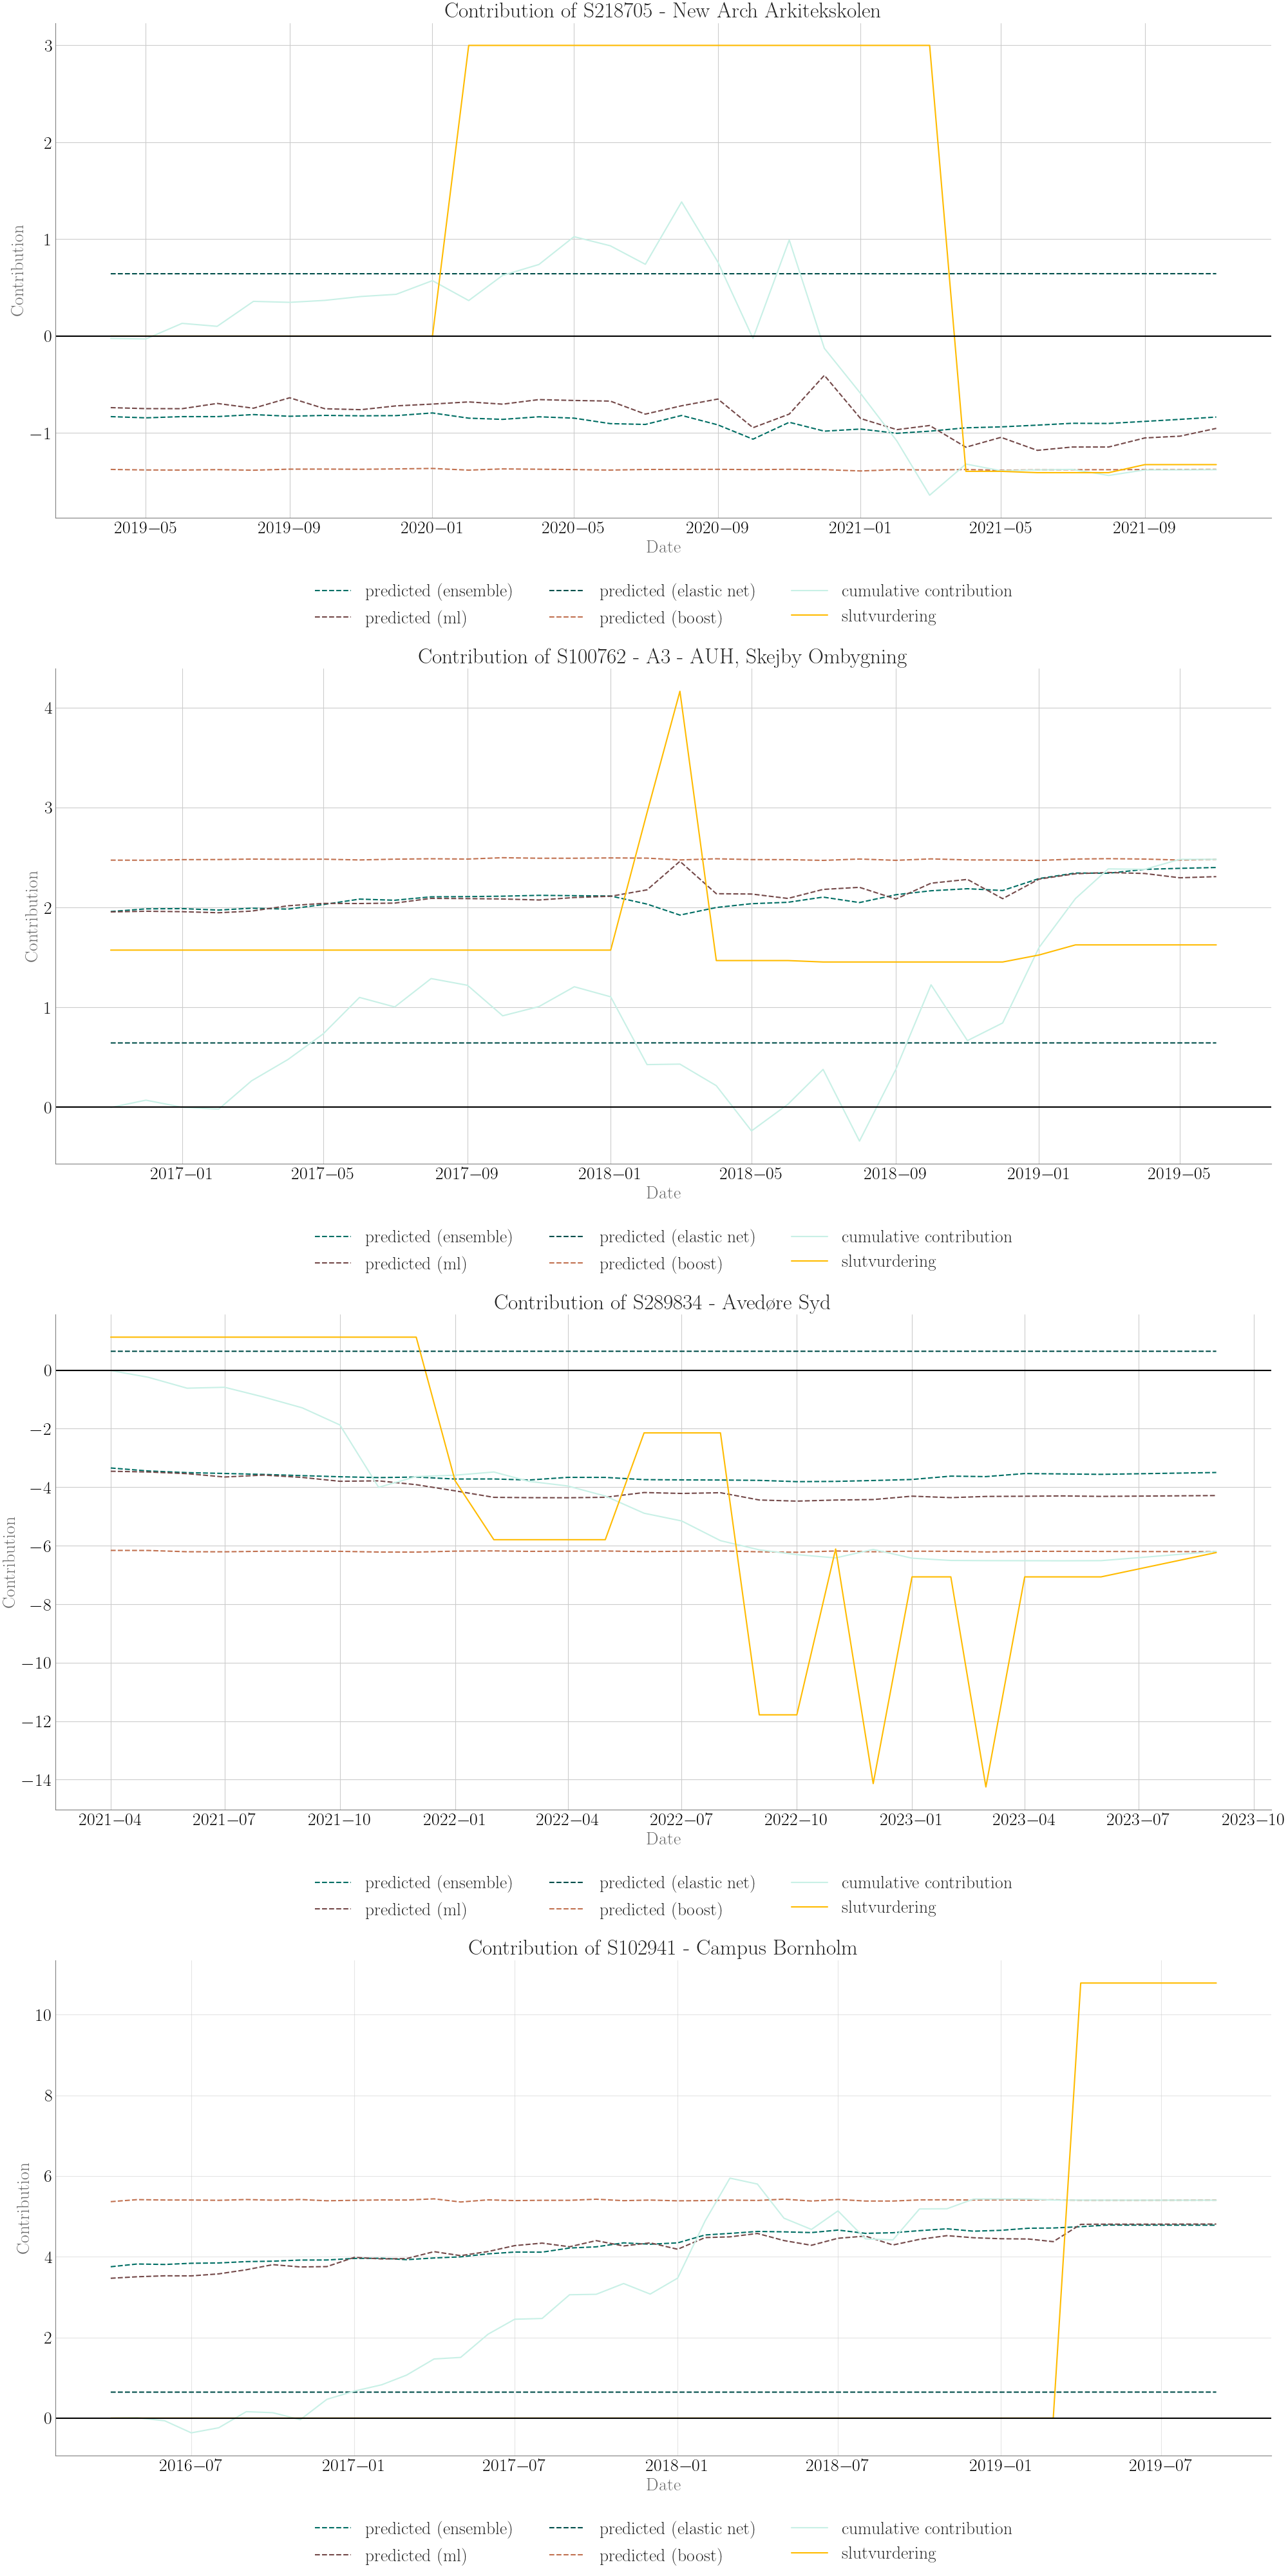 Contribution of S218705 - New Arch Arkitekskolen
3
2
1
0
−1
Contribution
2019−05 2019−09 2020−01 2020−05 2020−09 2021−01 2021−05 2021−09
Date
predicted (ensemble) predicted (elastic net) cumulative contribution
predicted (ml) predicted (boost) slutvurdering
Contribution of S100762 - A3 - AUH, Skejby Ombygning
4
3
2
1
0
Contribution
2017−01 2017−05 2017−09 2018−01 2018−05 2018−09 2019−01 2019−05
Date
predicted (ensemble) predicted (elastic net) cumulative contribution
predicted (ml) predicted (boost) slutvurdering
Contribution of S289834 - Avedøre Syd
0
−2
−4
−6
−8
−10
−12
−14
Contribution
2021−04 2021−07 2021−10 2022−01 2022−04 2022−07 2022−10 2023−01 2023−04 2023−07 2023−10
Date
predicted (ensemble) predicted (elastic net) cumulative contribution
predicted (ml) predicted (boost) slutvurdering
Contribution of S102941 - Campus Bornholm
10
8
6
4
2
0
Contribution
2016−07 2017−01 2017−07 2018−01 2018−07 2019−01 2019−07
Date
predicted (ensemble) predicted (elastic net) cumulative contribution
predicted (ml) predicted (boost) slutvurdering